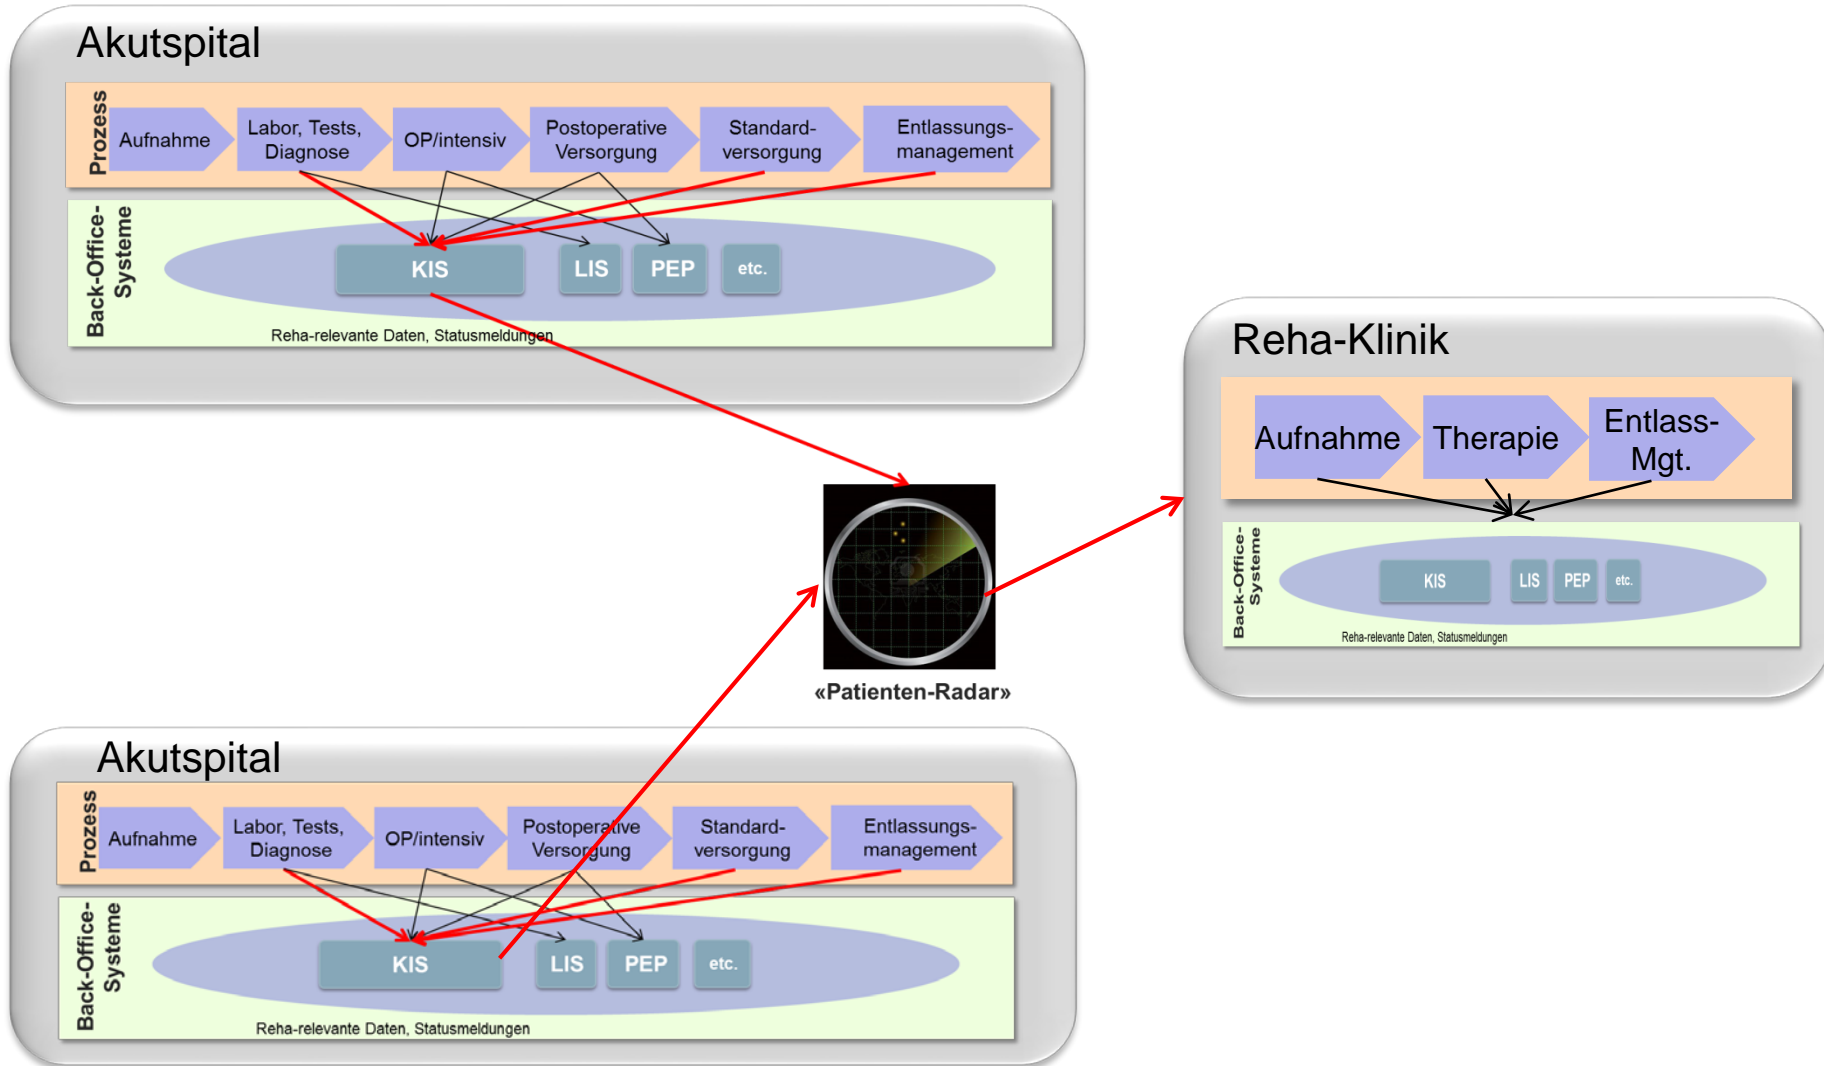 Akutspital
Prozess
Aufnahme
Labor, Tests,
Diagnose
OP/intensiv
Postoperative
Versorgung
Standard-
versorgung
Entlassungs-
management
Back-Office-
Systeme
KIS
LIS
PEP
etc.
Reha-relevante Daten, Statusmeldungen
Reha-Klinik
Aufnahme
Therapie
Entlass-
Mgt.
Back-Office-
Systeme
KIS
LIS
PEP
etc.
Reha-relevante Daten, Statusmeldungen
«Patienten-Radar»
Akutspital
Prozess
Aufnahme
Labor, Tests,
Diagnose
OP/intensiv
Postoperative
Versorgung
Standard-
versorgung
Entlassungs-
management
Back-Office-
Systeme
KIS
LIS
PEP
etc.
Reha-relevante Daten, Statusmeldungen